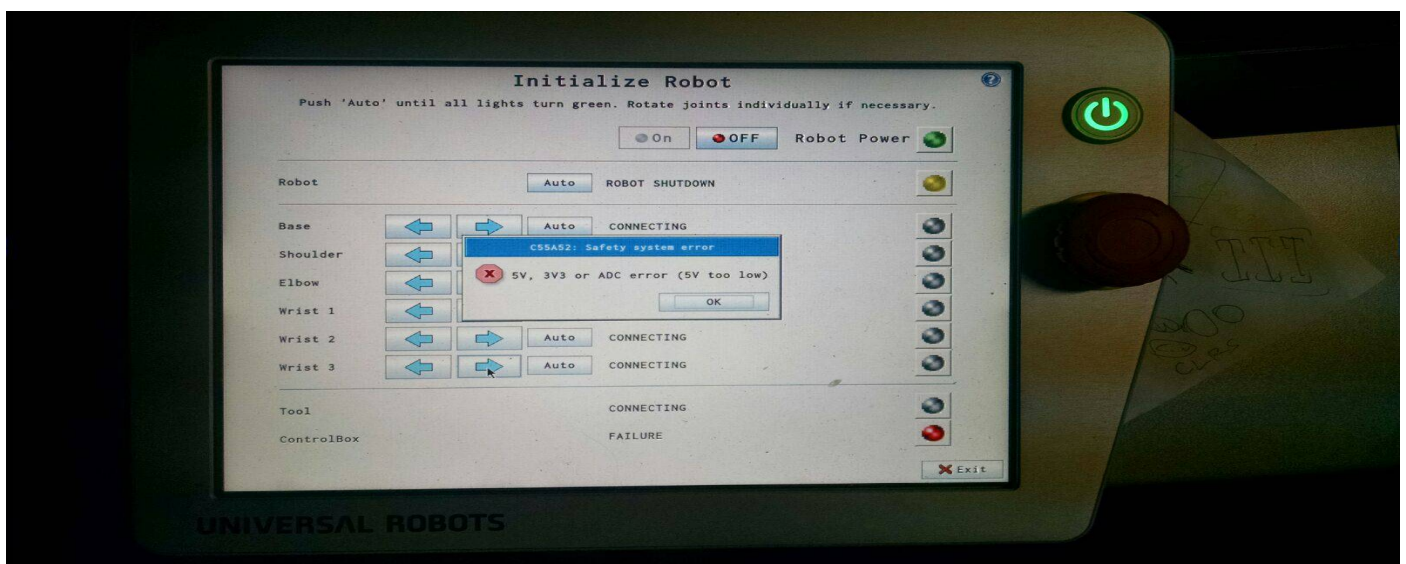 Initialize Robot
Push 'Auto' until all lights turn green. Rotate joints individually if necessary.
On OFF Robot Power
Robot Auto ROBOT SHUTDOWN
Base Auto CONNECTING
C55A52: Safety system error
Shoulder
5V, 3V3 or ADC error (5V too low)
Elbow
OK
Wrist 1
Wrist 2 Auto CONNECTING
Wrist 3 Auto CONNECTING
Tool CONNECTING
ControlBox FAILURE
Exit
UNIVERSAL ROBOTS